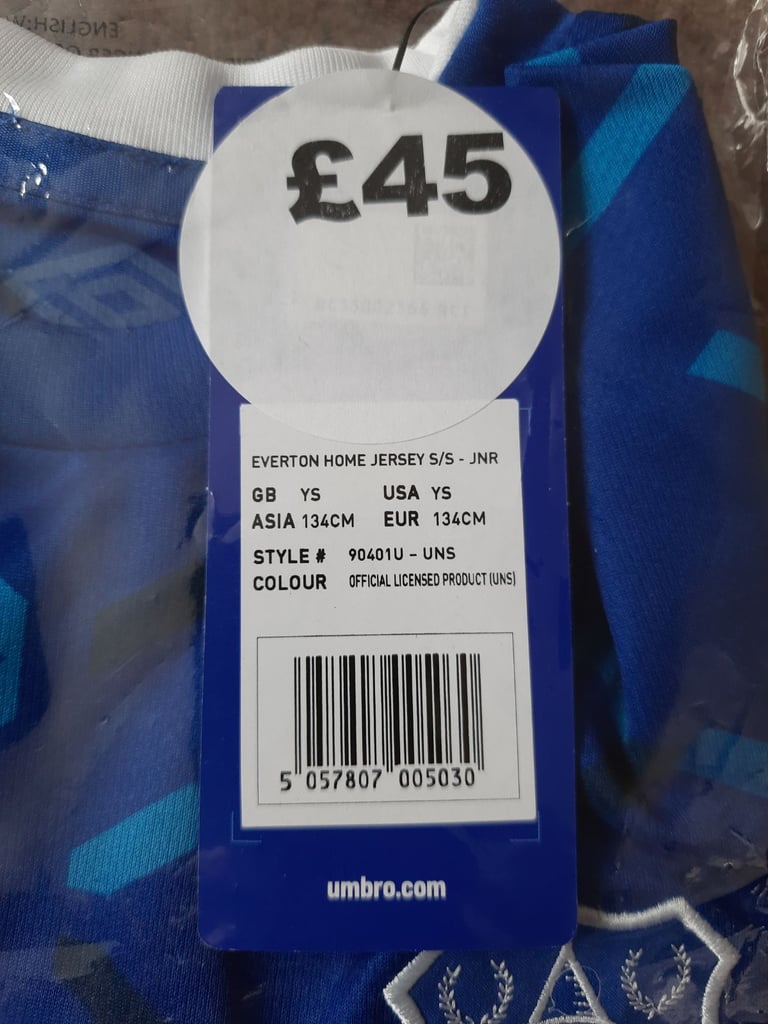 £45
EVERTON HOME JERSEY S/S - JNR
GB YS USA YS
ASIA 134CM EUR 134CM
STYLE # 90401U - UNS
COLOUR OFFICIAL LICENSED PRODUCT (UNS)
5 057807 005030
umbro.com